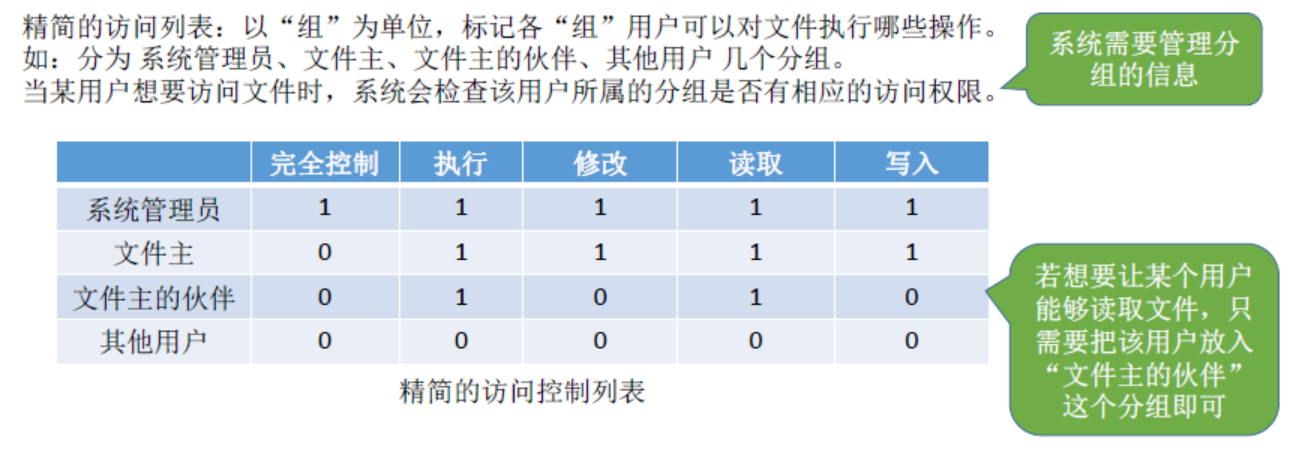 精简的访问列表：以“组”为单位，标记各“组”用户可以对文件执行哪些操作。
如：分为 系统管理员、文件主、文件主的伙伴、其他用户 几个分组。
当某用户想要访问文件时，系统会检查该用户所属的分组是否有相应的访问权限。
系统需要管理分
组的信息
完全控制 执行 修改 读取 写入
系统管理员 1 1 1 1 1
文件主 0 1 1 1 1
文件主的伙伴 0 1 0 1 0
其他用户 0 0 0 0 0
精简的访问控制列表
若想要让某个用户
能够读取文件，只
需要把该用户放入
“文件主的伙伴”
这个分组即可